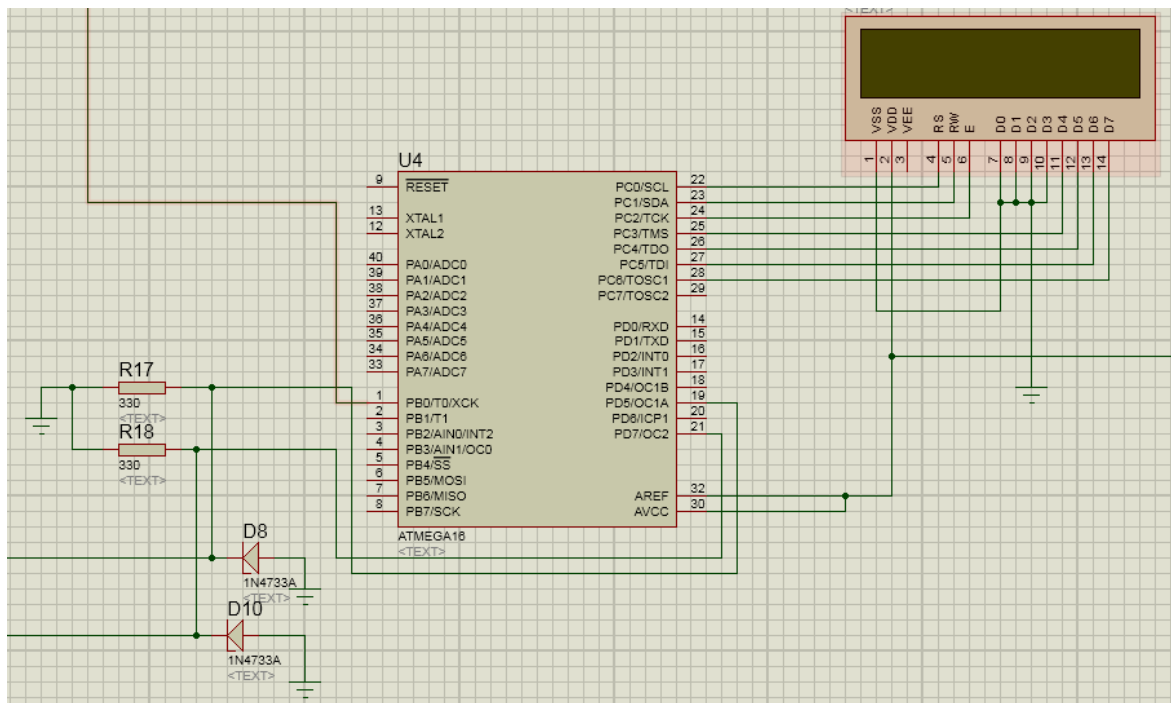 VSS
VDD
VEE
RS
RW
E
D0
D1
D2
D3
D4
D5
D6
D7
1
2
3
4
5
6
7
8
9
10
11
12
13
14
U4
9 RESET
13 XTAL1
12 XTAL2
40 PA0/ADC0
39 PA1/ADC1
38 PA2/ADC2
37 PA3/ADC3
36 PA4/ADC4
35 PA5/ADC5
34 PA6/ADC6
33 PA7/ADC7
1 PB0/T0/XCK
2 PB1/T1
3 PB2/AIN0/INT2
4 PB3/AIN1/OC0
5 PB4/SS
6 PB5/MOSI
7 PB6/MISO
8 PB7/SCK
PC0/SCL 22
PC1/SDA 23
PC2/TCK 24
PC3/TMS 25
PC4/TDO 26
PC5/TDI 27
PC6/TOSC1 28
PC7/TOSC2 29
PD0/RXD 14
PD1/TXD 15
PD2/INT0 16
PD3/INT1 17
PD4/OC1B 18
PD5/OC1A 19
PD6/ICP1 20
PD7/OC2 21
AREF 32
AVCC 30
ATMEGA16
<TEXT>
R17
330
<TEXT>
R18
330
<TEXT>
D8
1N4733A
<TEXT>
D10
1N4733A
<TEXT>